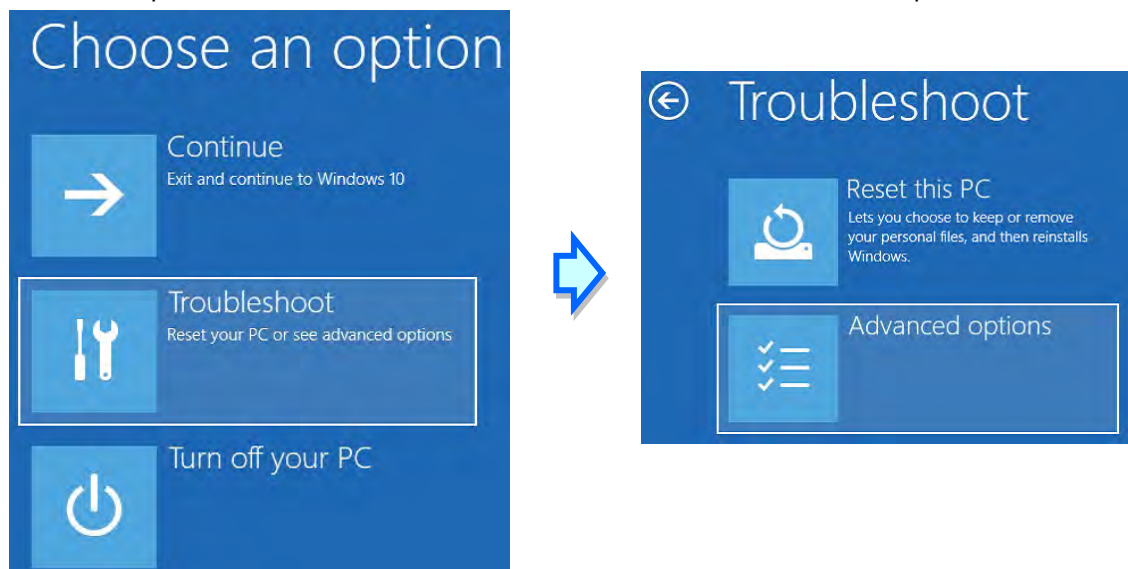 Choose an option
Continue
Exit and continue to Windows 10
Troubleshoot
Reset your PC or see advanced options
Turn off your PC
Troubleshoot
Reset this PC
Lets you choose to keep or remove
your personal files, and then reinstalls
Windows.
Advanced options